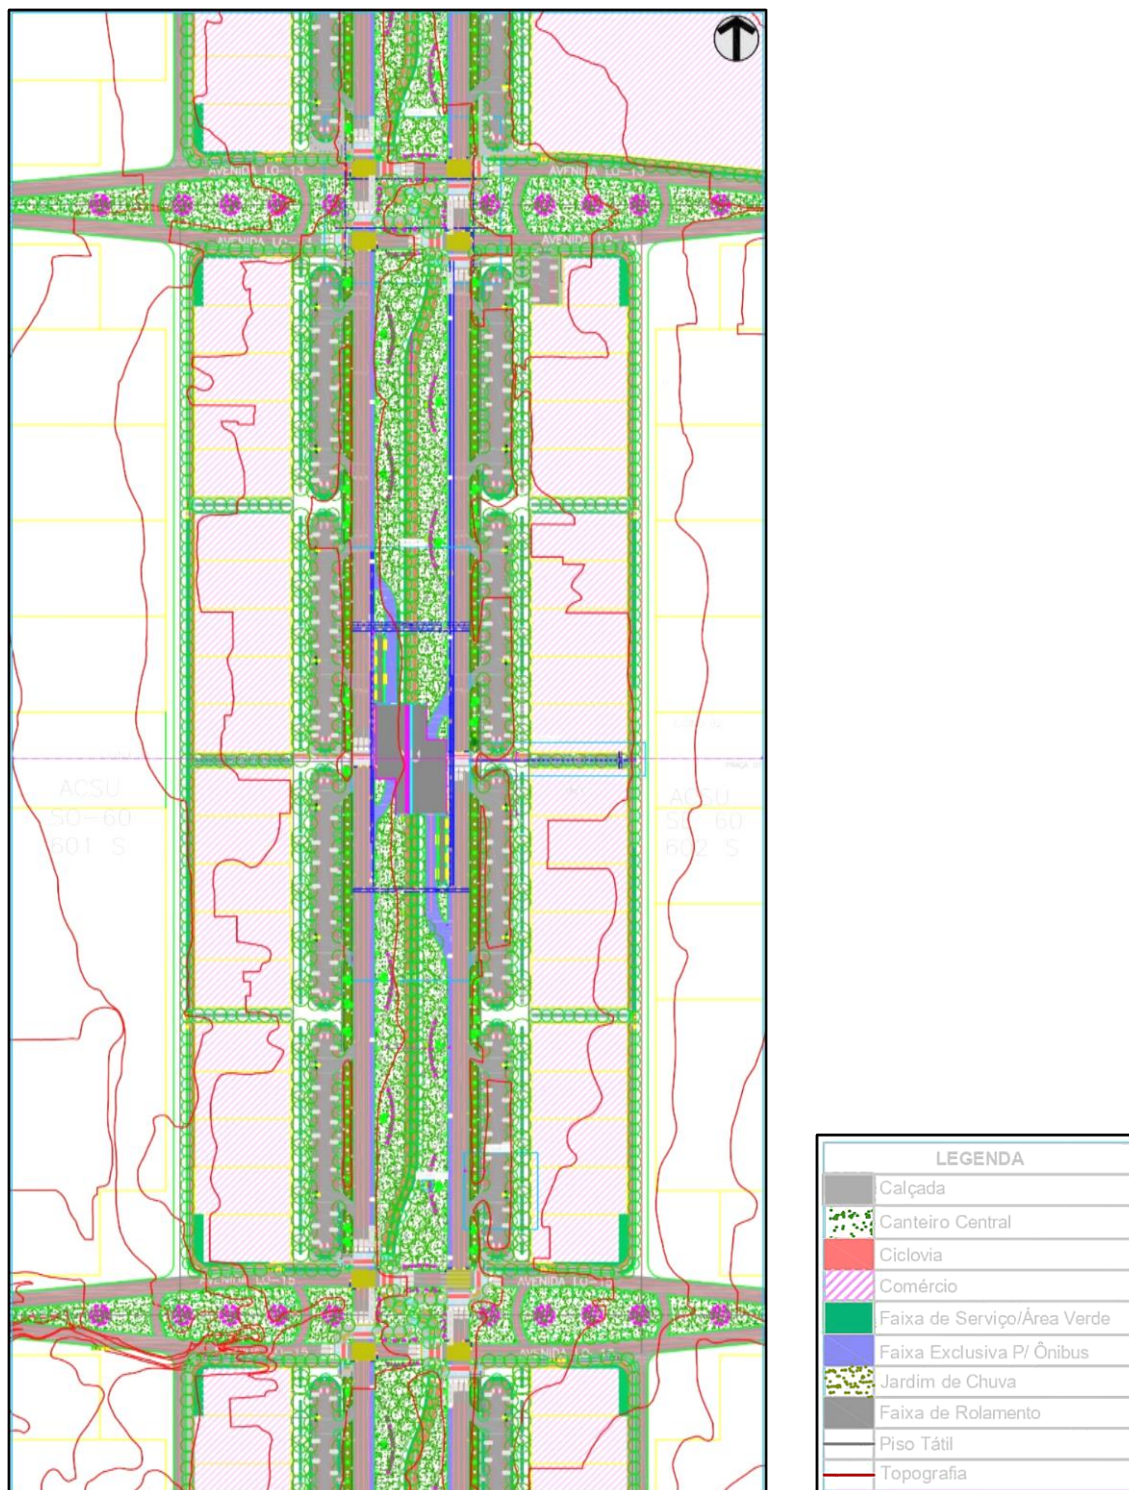 AVENIDA LO-13
AVENIDA LO-13
AVENIDA LO-13
AVENIDA LO-13
ACSU
SO-60
601 S
ACSU
SE 60
602 S
AVENIDA LO-15
AVENIDA LO-15
AVENIDA LO-15
LEGENDA
Calçada
Canteiro Central
Ciclovia
Comércio
Faixa de Serviço/Área Verde
Faixa Exclusiva P/ Ônibus
Jardim de Chuva
Faixa de Rolamento
Piso Tátil
Topografia